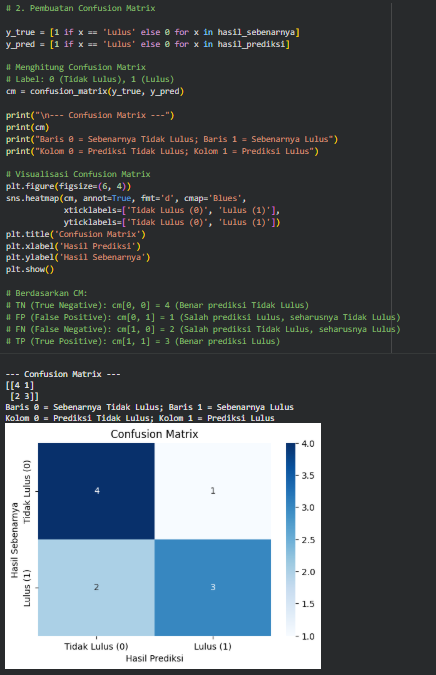 # 2. Pembuatan Confusion Matrix
y_true = [1 if x == 'Lulus' else 0 for x in hasil_sebenarnya]
y_pred = [1 if x == 'Lulus' else 0 for x in hasil_prediksi]
# Menghitung Confusion Matrix
# Label: 0 (Tidak Lulus), 1 (Lulus)
cm = confusion_matrix(y_true, y_pred)
print("\n--- Confusion Matrix ---")
print(cm)
print("Baris 0 = Sebenarnya Tidak Lulus; Baris 1 = Sebenarnya Lulus")
print("Kolom 0 = Prediksi Tidak Lulus; Kolom 1 = Prediksi Lulus")
# Visualisasi Confusion Matrix
plt.figure(figsize=(6, 4))
sns.heatmap(cm, annot=True, fmt='d', cmap='Blues',
xticklabels=['Tidak Lulus (0)', 'Lulus (1)'],
yticklabels=['Tidak Lulus (0)', 'Lulus (1)'])
plt.title('Confusion Matrix')
plt.xlabel('Hasil Prediksi')
plt.ylabel('Hasil Sebenarnya')
plt.show()
# Berdasarkan CM:
# TN (True Negative): cm[0, 0] = 4 (Benar prediksi Tidak Lulus)
# FP (False Positive): cm[0, 1] = 1 (Salah prediksi Lulus, seharusnya Tidak Lulus)
# FN (False Negative): cm[1, 0] = 2 (Salah prediksi Tidak Lulus, seharusnya Lulus)
# TP (True Positive): cm[1, 1] = 3 (Benar prediksi Lulus)
--- Confusion Matrix ---
[[4 1]
[2 3]]
Baris 0 = Sebenarnya Tidak Lulus; Baris 1 = Sebenarnya Lulus
Kolom 0 = Prediksi Tidak Lulus; Kolom 1 = Prediksi Lulus
Confusion Matrix
Hasil Sebenarnya
Tidak Lulus (0)
Lulus (1)
4
1
2
3
Tidak Lulus (0)
Lulus (1)
Hasil Prediksi
4.0
3.5
3.0
2.5
2.0
1.5
1.0